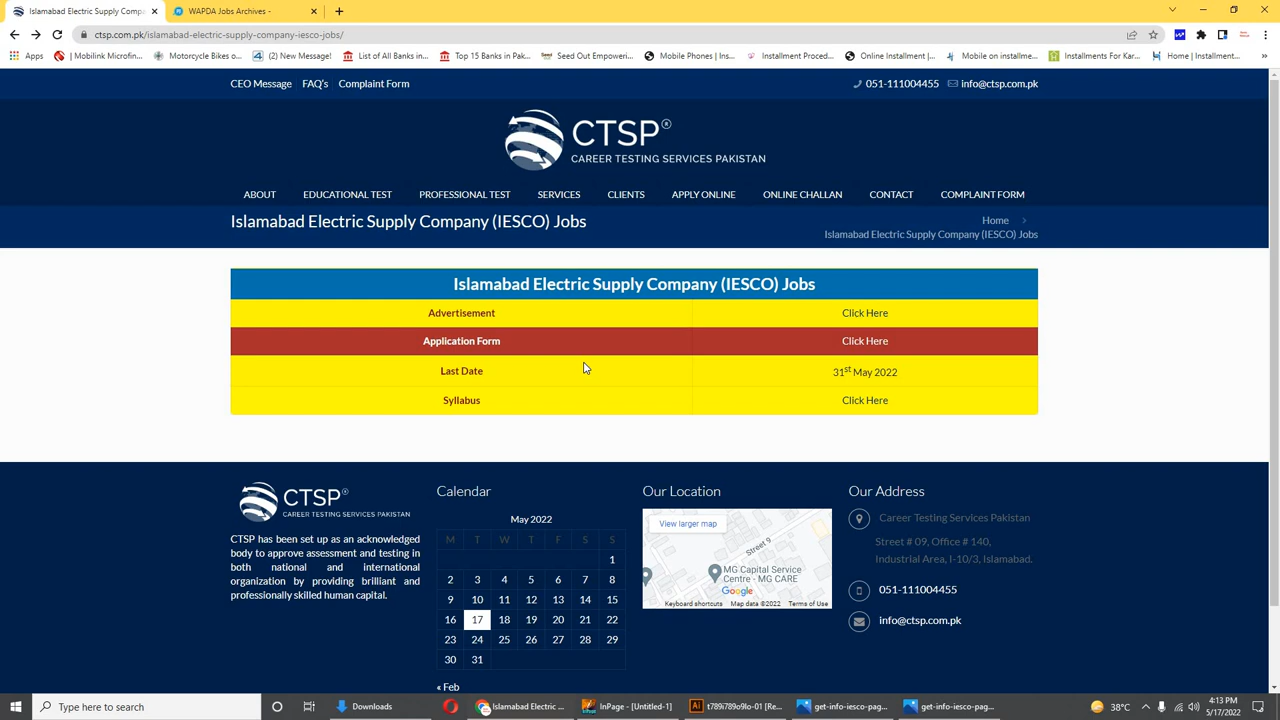 Islamabad Electric Supply Comp
WAPDA Jobs Archives -
ctsp.com.pk/islamabad-electric-supply-company-iesco-jobs/
Apps
(1) Mobilink Microfin...
Motorcycle Bikes o...
(2) New Message!
List of All Banks in...
Top 15 Banks in Pak...
Seed Out Empoweri...
Mobile Phones | Ins...
Installment Proced...
Online Installment |...
Mobile on installme...
Installments For Kar...
Home | Installment...
CEO Message FAQ's Complaint Form
051-111004455 info@ctsp.com.pk
CTSP®
CAREER TESTING SERVICES PAKISTAN
ABOUT EDUCATIONAL TEST PROFESSIONAL TEST SERVICES CLIENTS APPLY ONLINE ONLINE CHALLAN CONTACT COMPLAINT FORM
Islamabad Electric Supply Company (IESCO) Jobs
Home >
Islamabad Electric Supply Company (IESCO) Jobs
Islamabad Electric Supply Company (IESCO) Jobs
Advertisement Click Here
Application Form Click Here
Last Date 31st May 2022
Syllabus Click Here
CTSP®
CAREER TESTING SERVICES PAKISTAN
CTSP has been set up as an acknowledged
body to approve assessment and testing in
both national and international
organization by providing brilliant and
professionally skilled human capital.
Calendar
May 2022
M T W T F S S
1
2 3 4 5 6 7 8
9 10 11 12 13 14 15
16 17 18 19 20 21 22
23 24 25 26 27 28 29
30 31
« Feb
Our Location
View larger map
Street 9
MG Capital Service
Centre - MG CARE
Google
Keyboard shortcuts Map data ©2022 Terms of Use
Our Address
Career Testing Services Pakistan
Street # 09, Office # 140,
Industrial Area, I-10/3, Islamabad.
051-111004455
info@ctsp.com.pk
Type here to search
Downloads
Islamabad Electric ...
InPage - [Untitled-1]
t789i789o9lo-01 [Re...
get-info-iesco-pag...
get-info-iesco-pag...
38°C
4:13 PM
5/17/2022